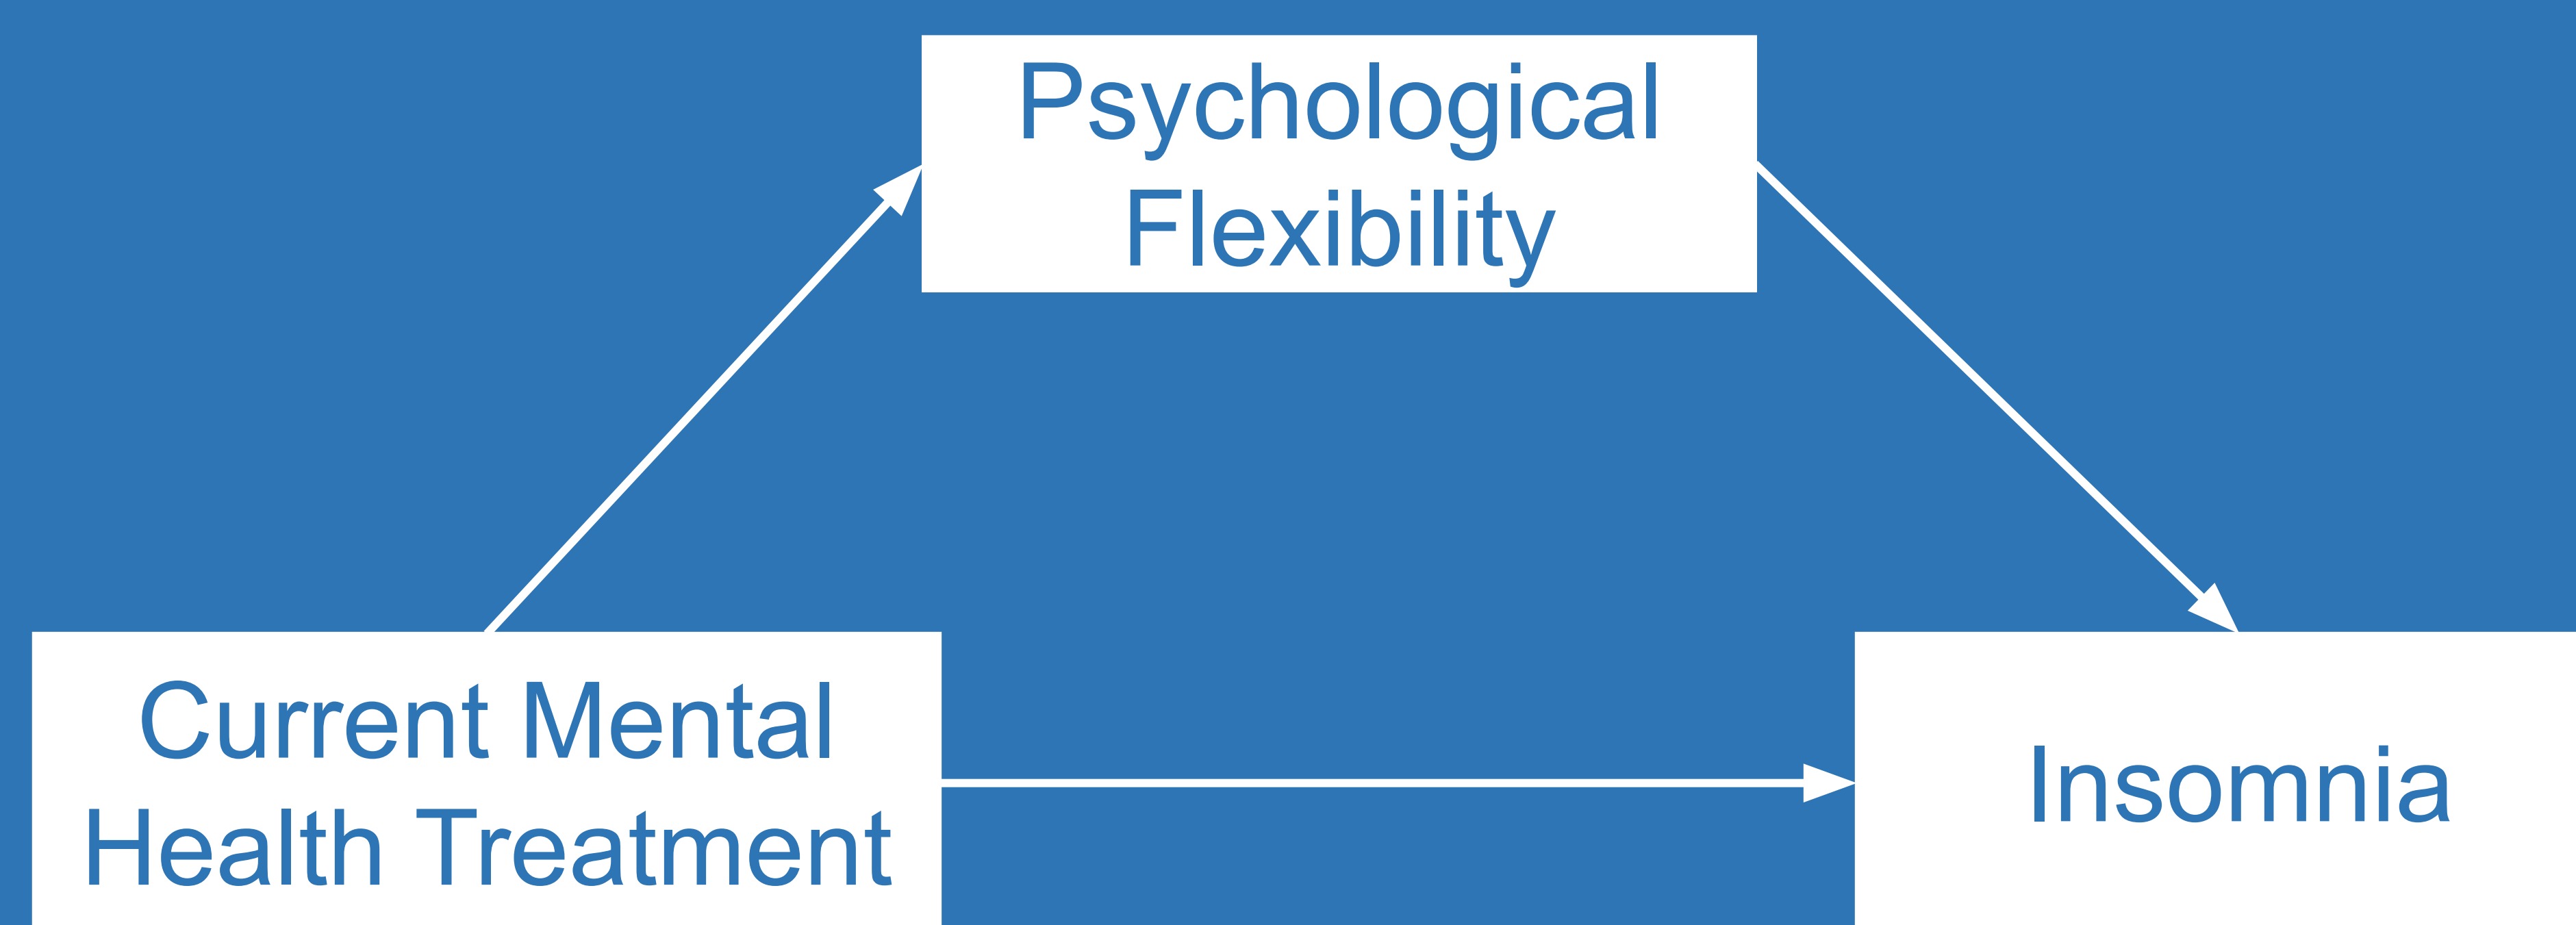 Psychological
Flexibility
Current Mental
Health Treatment
Insomnia